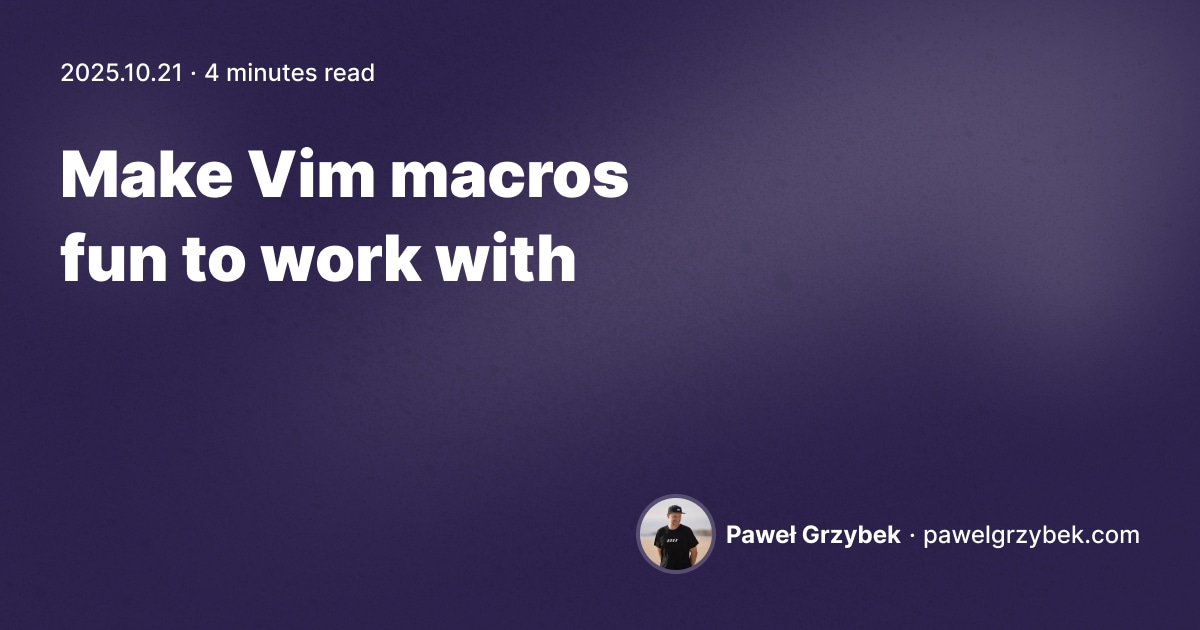 2025.10.21 · 4 minutes read
Make Vim macros
fun to work with
Paweł Grzybek · pawelgrzybek.com